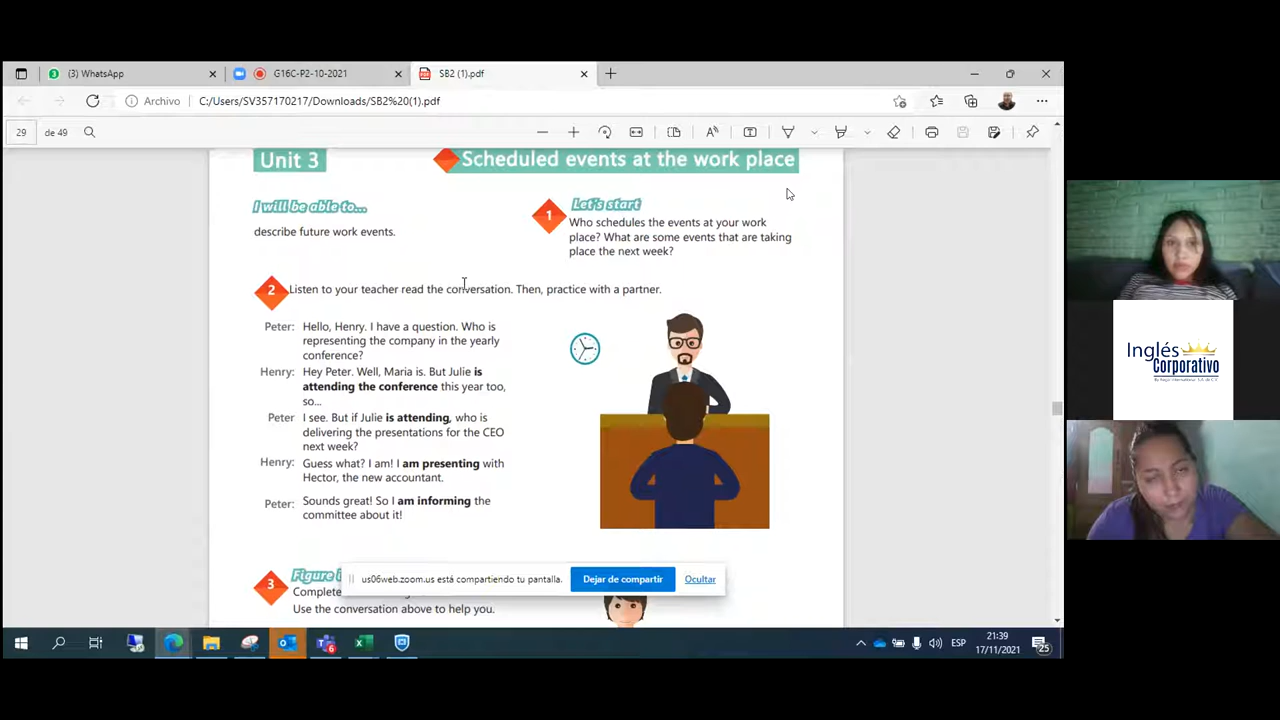 (3) WhatsApp
G16C-P2-10-2021
SB2 (1).pdf
Archivo
C:/Users/SV357170217/Downloads/SB2%20(1).pdf
29
de 49
Unit 3
Scheduled events at the work place
I will be able to...
describe future work events.
1
Let's start
Who schedules the events at your work
place? What are some events that are taking
place the next week?
2
Listen to your teacher read the conversation. Then, practice with a partner.
Peter: Hello, Henry. I have a question. Who is
representing the company in the yearly
conference?
Henry: Hey Peter. Well, Maria is. But Julie is
attending the conference this year too,
so...
Peter I see. But if Julie is attending, who is
delivering the presentations for the CEO
next week?
Henry: Guess what? I am! I am presenting with
Hector, the new accountant.
Peter: Sounds great! So I am informing the
committee about it!
3
Figure i
Complete
Use the conversation above to help you.
us06web.zoom.us está compartiendo tu pantalla.
Dejar de compartir
Ocultar
ESP
21:39
17/11/2021
25
Inglés
Corporativo